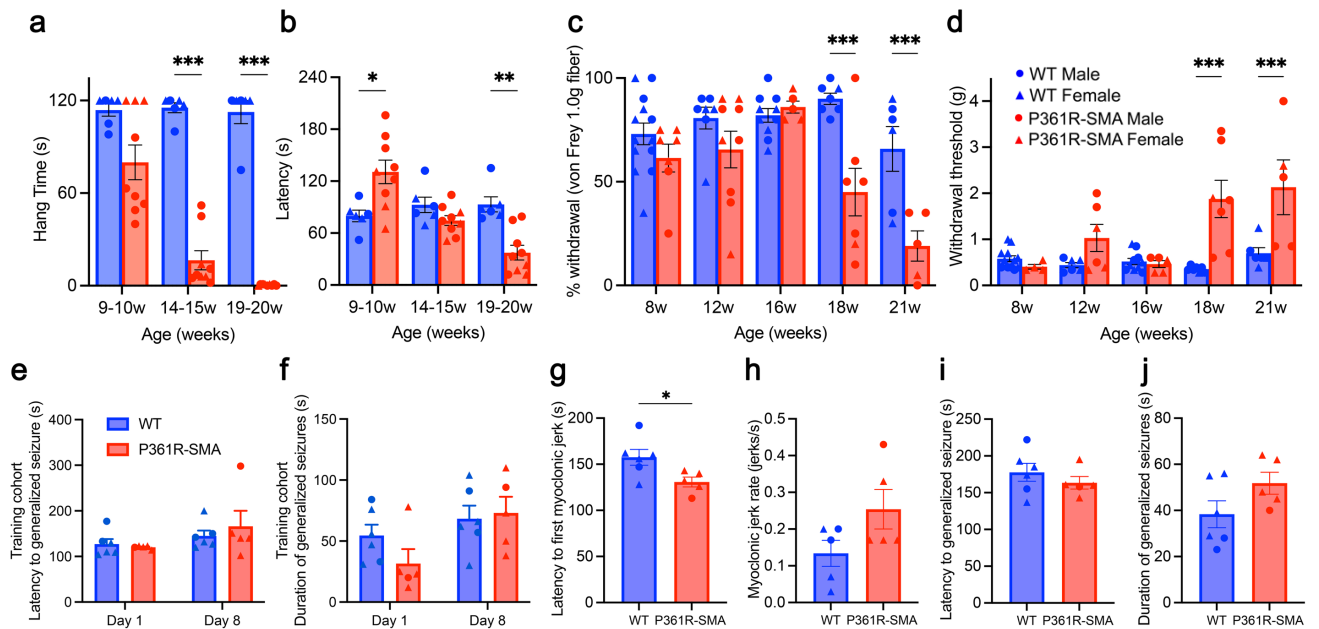 a
Hang Time (s)
120
60
0
***
***
9-10w 14-15w 19-20w
Age (weeks)
b
Latency (s)
240
180
120
60
0
*
**
9-10w 14-15w 19-20w
Age (weeks)
c
% withdrawal (von Frey 1.0g fiber)
100
50
0
***
***
8w 12w 16w 18w 21w
Age (weeks)
d
Withdrawal threshold (g)
4
3
2
1
0
WT Male
WT Female
P361R-SMA Male
P361R-SMA Female
***
***
8w 12w 16w 18w 21w
Age (weeks)
e
Training cohort
Latency to generalized seizures (s)
400
300
200
100
0
WT
P361R-SMA
Day 1 Day 8
f
Training cohort
Duration of generalized seizures (s)
150
100
50
0
Day 1 Day 8
g
Latency to first myoclonic jerk (s)
200
150
100
50
0
*
WT P361R-SMA
h
Myoclonic jerk rate (jerks/s)
0.5
0.4
0.3
0.2
0.1
0.0
WT P361R-SMA
i
Latency to generalized seizure (s)
250
200
150
100
50
0
WT P361R-SMA
j
Duration of generalized seizures (s)
80
60
40
20
0
WT P361R-SMA